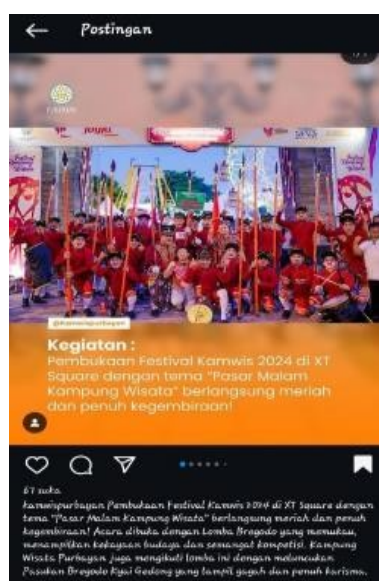 Postingan
@kamwispurbayan
Kegiatan :
Pembukaan Festival Kamwis 2024 di XT
Square dengan tema "Pasar Malam
Kampung Wisata" berlangsung meriah
dan penuh kegembiraan!
67 suka
kamwispurbayan Pembukaan Festival Kamwis 2024 di XT Square dengan
tema "Pasar Malam Kampung Wisata" berlangsung meriah dan penuh
kegembiraan! Acara dibuka dengan Lomba Bregodo yang memukau,
menampilkan kekayaan budaya dan semangat kompetisi. Kampung
Wisata Purbayan juga mengikuti lomba ini dengan meluncurkan
Pasukan Bregodo Kyai Gedong yang tampil gagah dan penuh karisma.